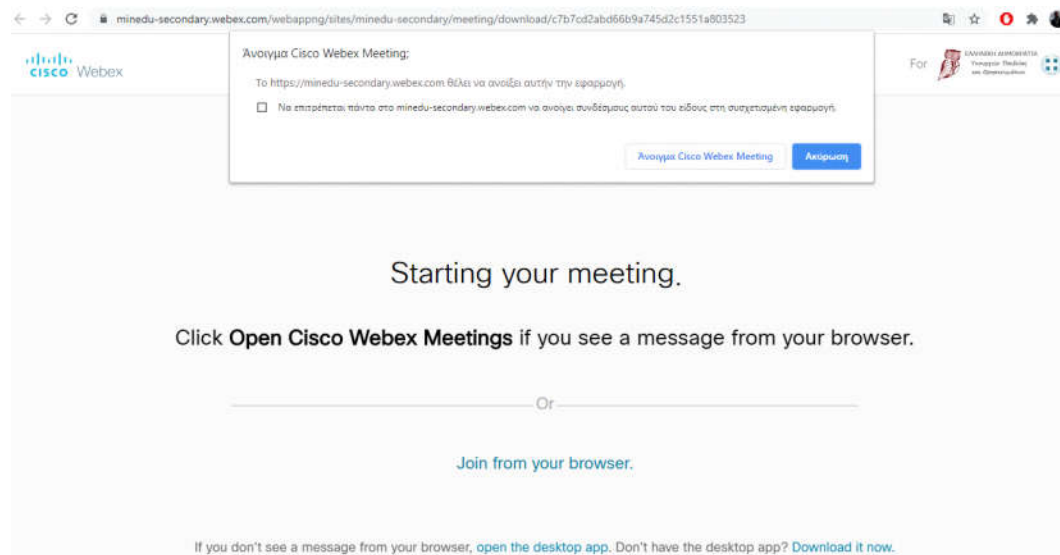 minedu-secondary.webex.com/webappng/sites/minedu-secondary/meeting/download/c7b7cd2abd66b9a745d2c1551a803523
Άνοιγμα Cisco Webex Meeting;
Το https://minedu-secondary.webex.com θέλει να ανοίξει αυτήν την εφαρμογή.
Να επιτρέπεται πάντα στο minedu-secondary.webex.com να ανοίγει συνδέσμους αυτού του είδους στη συσχετισμένη εφαρμογή.
Άνοιγμα Cisco Webex Meeting
Ακύρωση
CISCO Webex
For
ΕΛΛΗΝΙΚΗ ΔΗΜΟΚΡΑΤΙΑ
Υπουργείο Παιδείας
και Θρησκευμάτων
Starting your meeting.
Click Open Cisco Webex Meetings if you see a message from your browser.
Or
Join from your browser.
If you don't see a message from your browser, open the desktop app. Don't have the desktop app? Download it now.